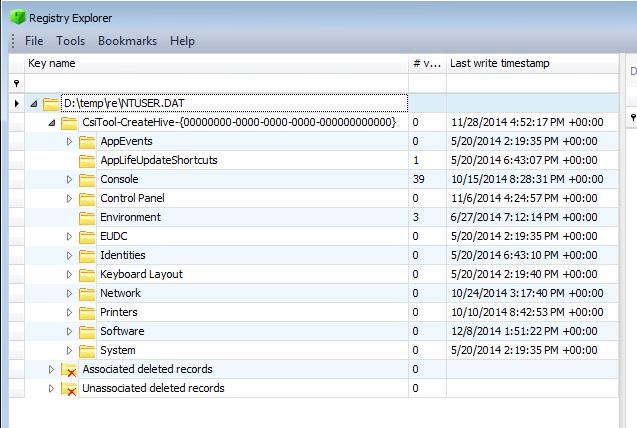 Registry Explorer
File Tools Bookmarks Help
Key name # v... Last write timestamp
D:\temp\re\NTUSER.DAT
CsiTool-CreateHive-{00000000-0000-0000-0000-000000000000} 0 11/28/2014 4:52:17 PM +00:00
AppEvents 0 5/20/2014 2:19:35 PM +00:00
AppLifeUpdateShortcuts 1 5/20/2014 6:43:07 PM +00:00
Console 39 10/15/2014 8:28:31 PM +00:00
Control Panel 0 11/6/2014 4:24:57 PM +00:00
Environment 3 6/27/2014 7:12:14 PM +00:00
EUDC 0 5/20/2014 2:19:35 PM +00:00
Identities 0 5/20/2014 6:43:10 PM +00:00
Keyboard Layout 0 5/20/2014 2:19:40 PM +00:00
Network 0 10/24/2014 3:17:40 PM +00:00
Printers 0 10/10/2014 8:42:53 PM +00:00
Software 0 12/8/2014 1:51:22 PM +00:00
System 0 5/20/2014 2:19:35 PM +00:00
Associated deleted records 0
Unassociated deleted records 0